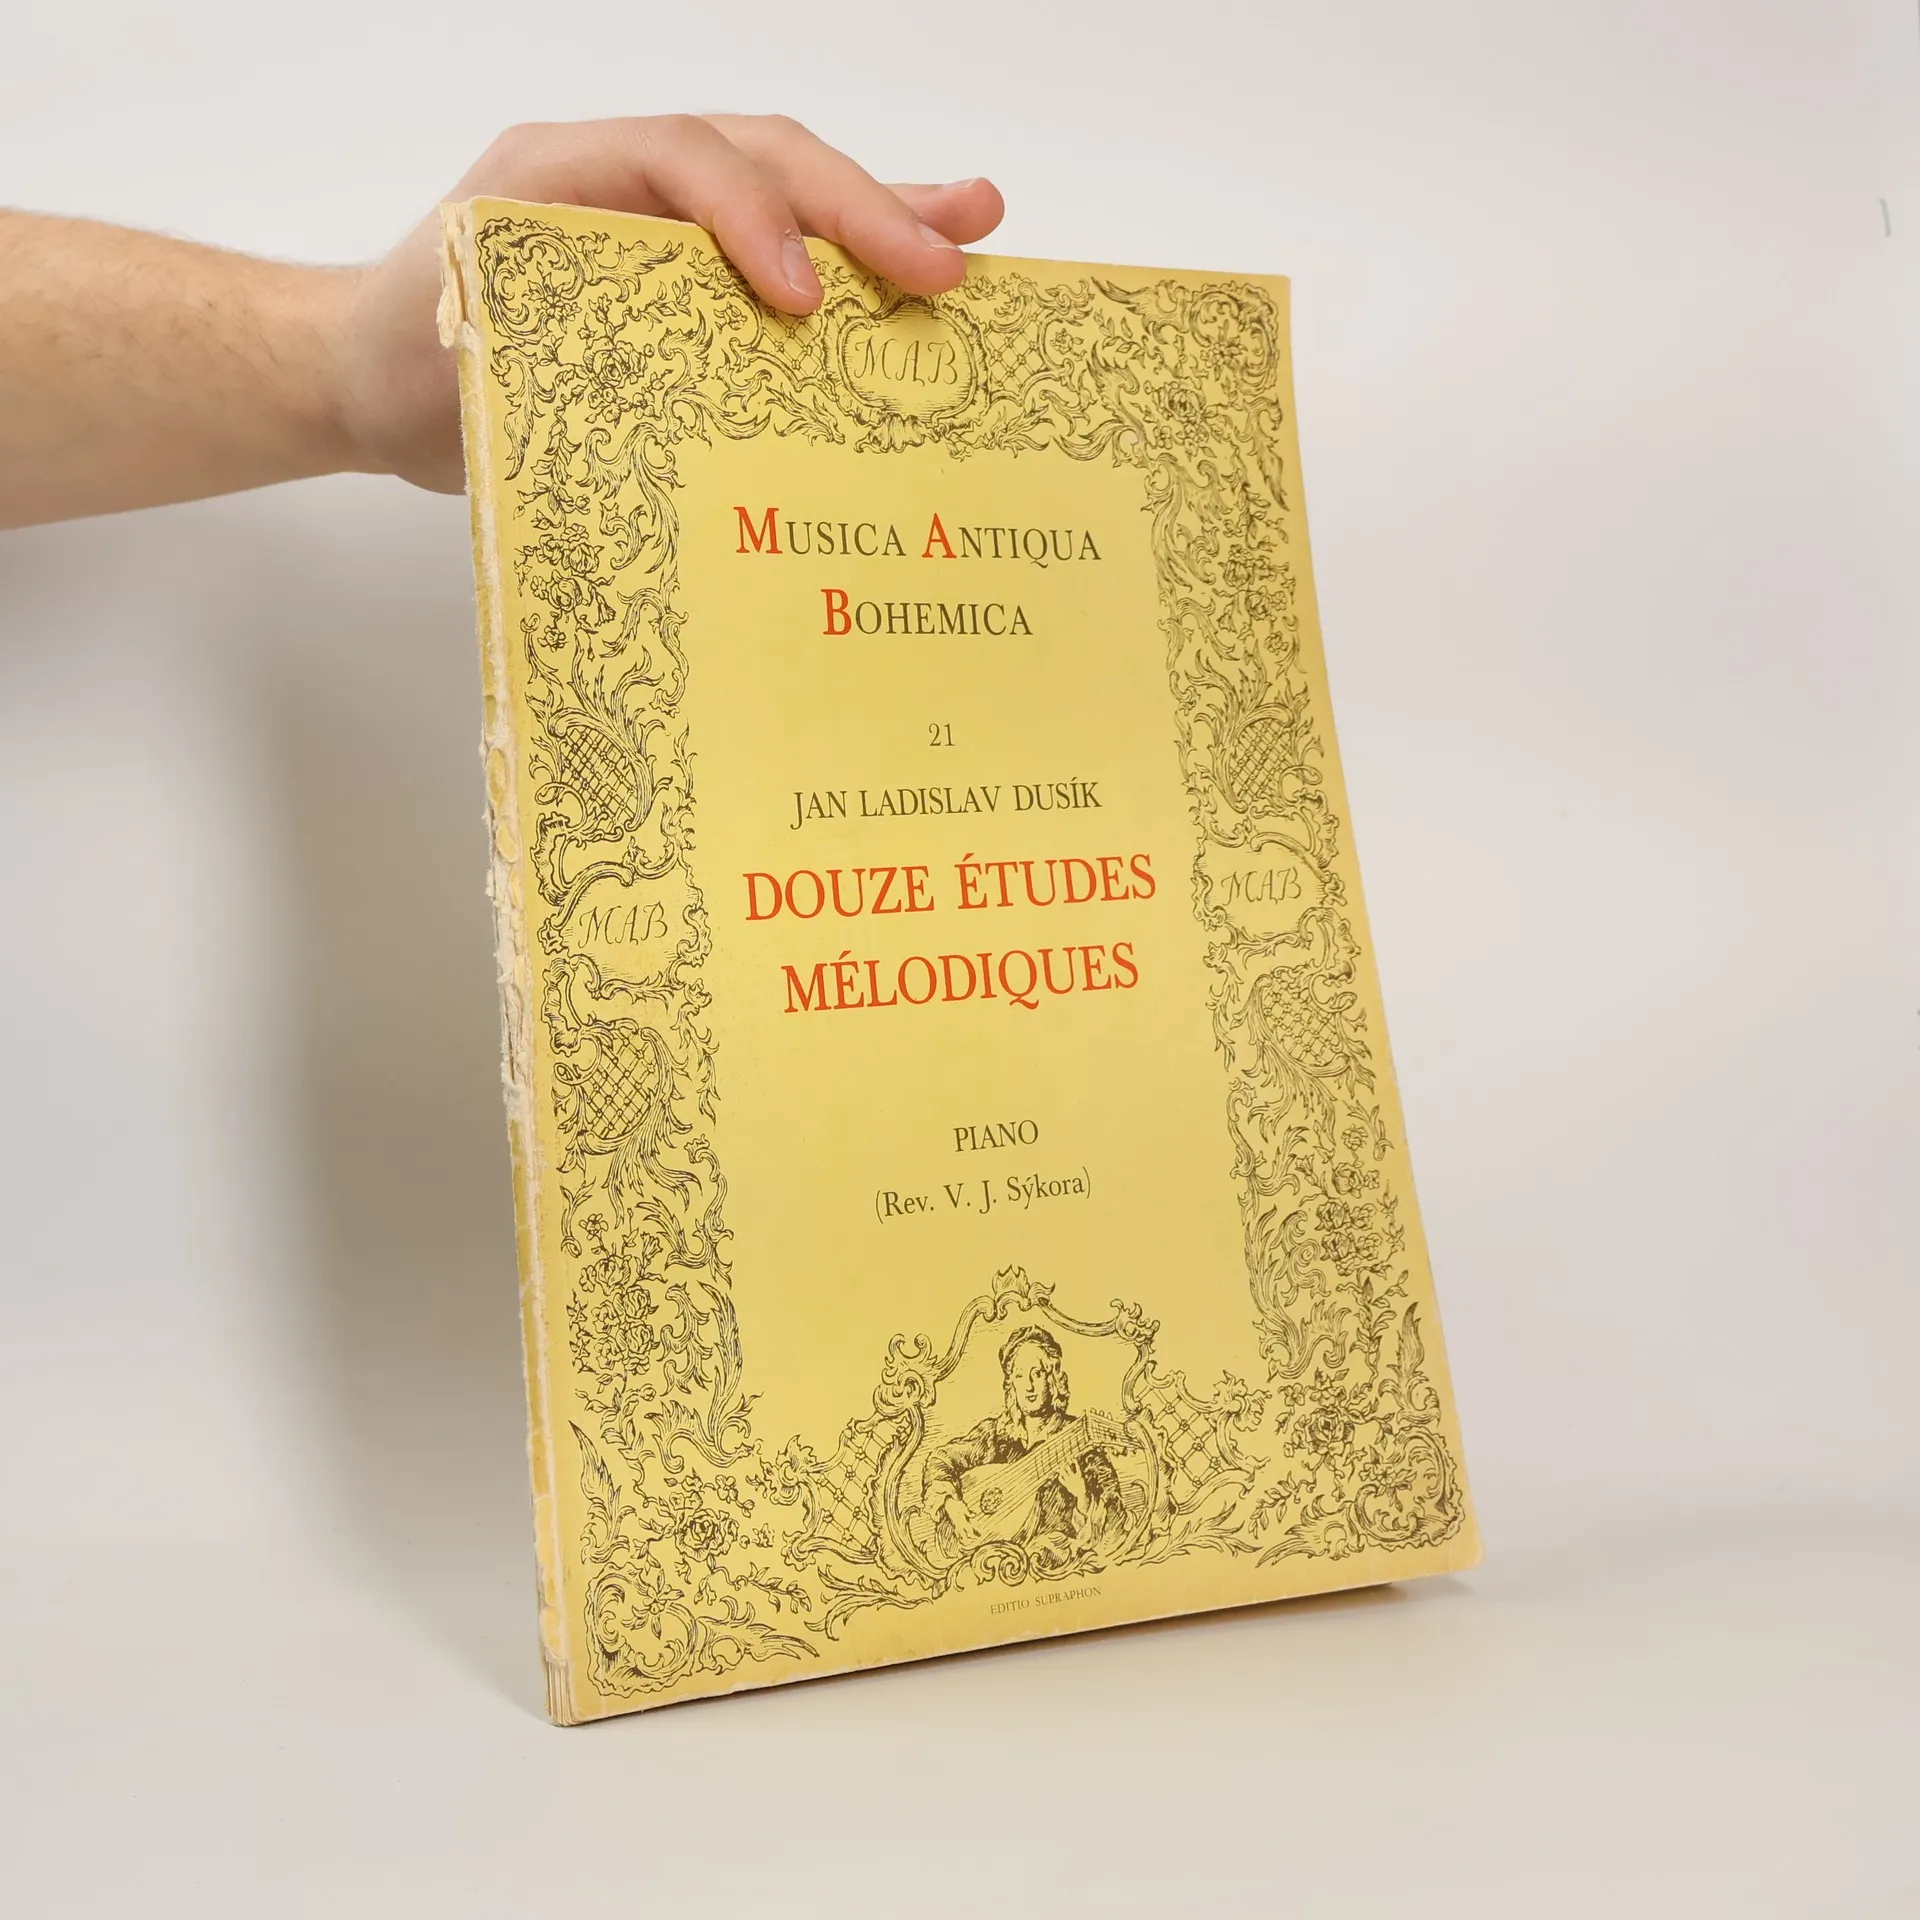 MAB
MUSICA ANTIQUA
BOHEMICA
21
JAN LADISLAV DUSÍK
DOUZE ÉTUDES
MÉLODIQUES
MAB
MAB
PIANO
(Rev. V. J. Sýkora)
EDITIO SUPRAPHON